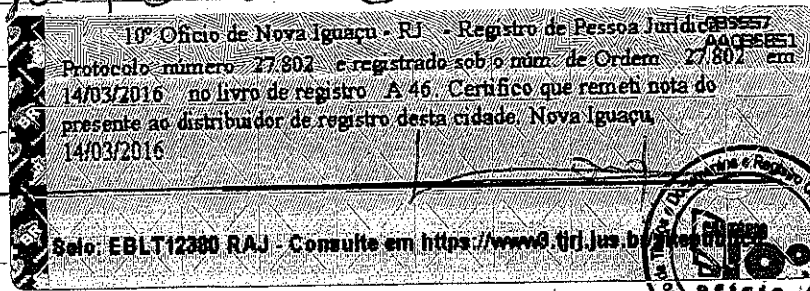 10º Ofício de Nova Iguaçu - RJ - Registro de Pessoa Jurídica
Protocolo número 27.802 e registrado sob o núm. de Ordem 27.802 em
14/03/2016 no livro de registro A 46. Certifico que remeti nota do
presente ao distribuidor de registro desta cidade. Nova Iguaçu,
14/03/2016
Selo: EBLT12380 RAJ - Consulte em https://www3.tjrj.jus.br/